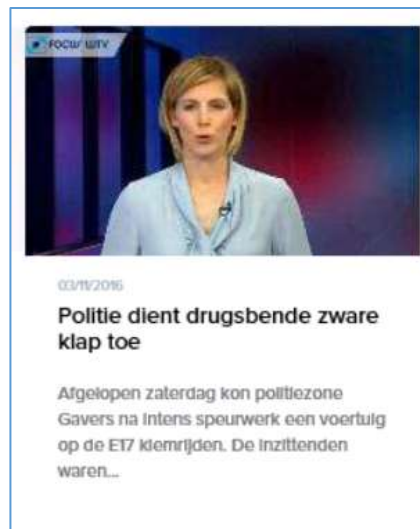 FOCUS WTV
03/11/2016
Politie dient drugsbende zware
klap toe
Afgelopen zaterdag kon politiezone
Gavers na intens speurwerk een voertuig
op de E17 klemrijden. De inzittenden
waren...